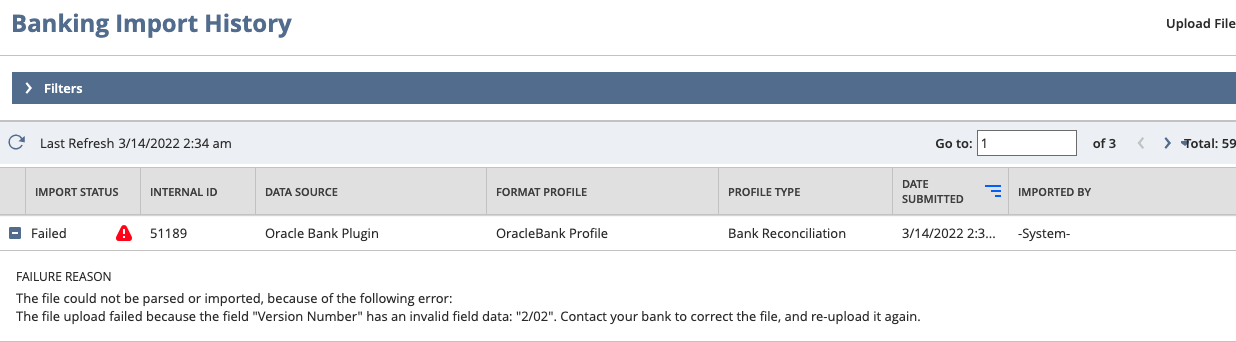 Banking Import History
Upload File
Filters
Last Refresh 3/14/2022 2:34 am
Go to: 1 of 3 Total: 59
IMPORT STATUS INTERNAL ID DATA SOURCE FORMAT PROFILE PROFILE TYPE DATE SUBMITTED IMPORTED BY
Failed 51189 Oracle Bank Plugin OracleBank Profile Bank Reconciliation 3/14/2022 2:3... -System-
FAILURE REASON
The file could not be parsed or imported, because of the following error:
The file upload failed because the field "Version Number" has an invalid field data: "2/02". Contact your bank to correct the file, and re-upload it again.